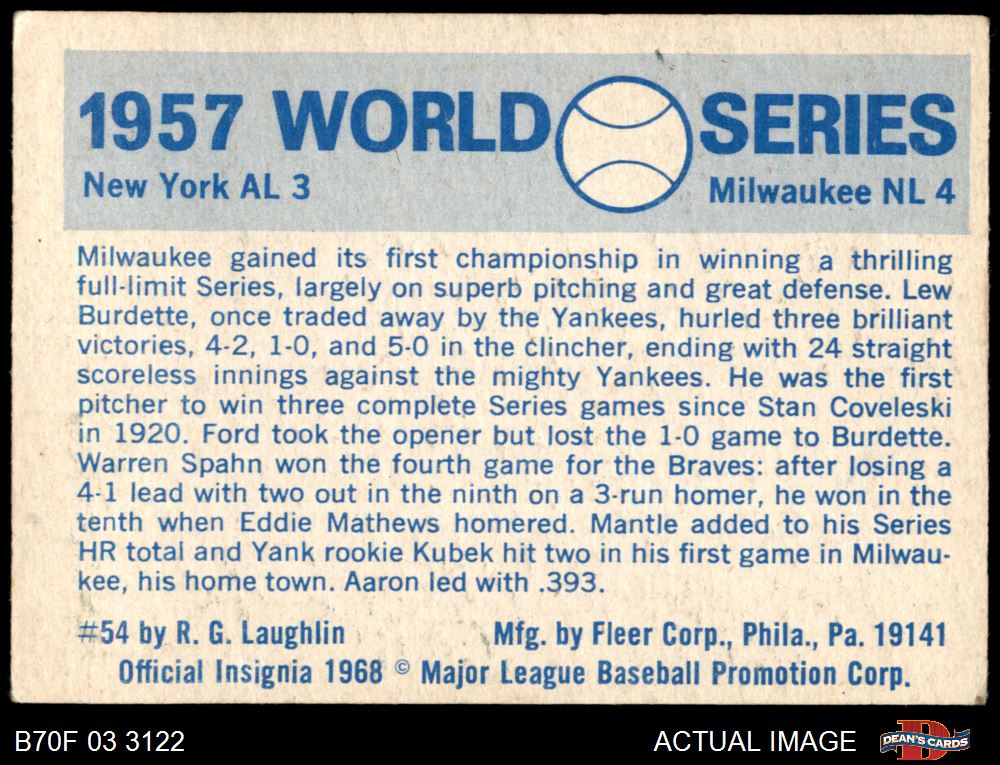 1957 WORLD SERIES
New York AL 3 Milwaukee NL 4
Milwaukee gained its first championship in winning a thrilling
full-limit Series, largely on superb pitching and great defense. Lew
Burdette, once traded away by the Yankees, hurled three brilliant
victories, 4-2, 1-0, and 5-0 in the clincher, ending with 24 straight
scoreless innings against the mighty Yankees. He was the first
pitcher to win three complete Series games since Stan Coveleski
in 1920. Ford took the opener but lost the 1-0 game to Burdette.
Warren Spahn won the fourth game for the Braves: after losing a
4-1 lead with two out in the ninth on a 3-run homer, he won in the
tenth when Eddie Mathews homered. Mantle added to his Series
HR total and Yank rookie Kubek hit two in his first game in Milwau-
kee, his home town. Aaron led with .393.
#54 by R. G. Laughlin Mfg. by Fleer Corp., Phila., Pa. 19141
Official Insignia 1968 © Major League Baseball Promotion Corp.
B70F 03 3122 ACTUAL IMAGE DEAN'S CARDS